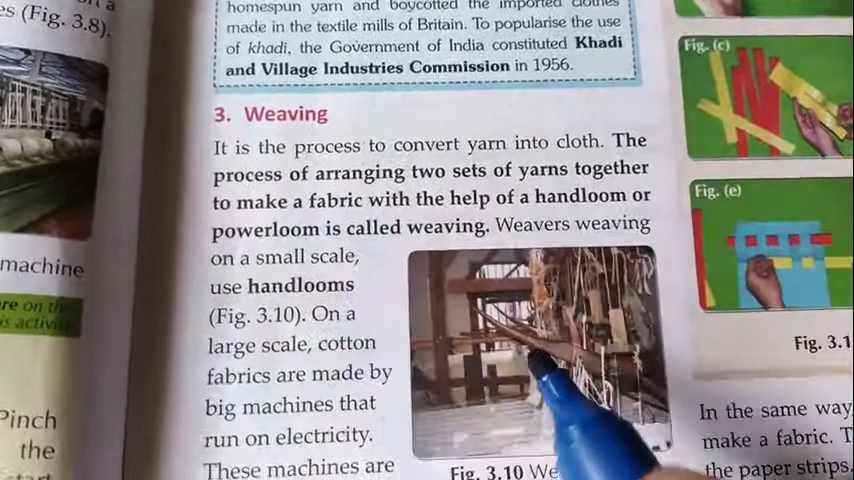 (Fig. 3.8).
machine
Pinch
the
homespun yarn and boycotted the imported clothes
made in the textile mills of Britain. To popularise the use
of khadi, the Government of India constituted Khadi
and Village Industries Commission in 1956.
3. Weaving
It is the process to convert yarn into cloth. The
process of arranging two sets of yarns together
to make a fabric with the help of a handloom or
powerloom is called weaving. Weavers weaving
on a small scale,
use handlooms
(Fig. 3.10). On a
large scale, cotton
fabrics are made by
big machines that
run on electricity.
These machines are
Fig. 3.10 We
Fig. (c)
Fig. (e)
Fig. 3.1
In the same way,
make a fabric. T
the paper strips.